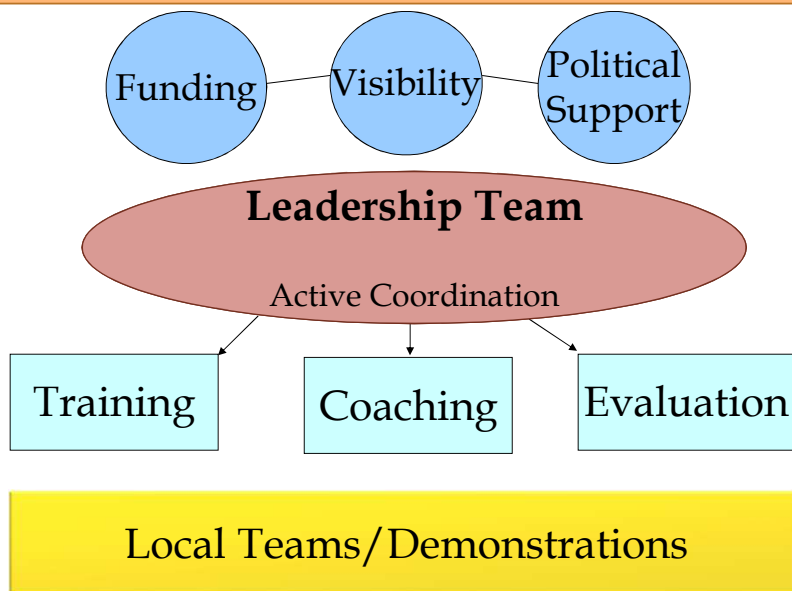 Funding
Visibility
Political
Support
Leadership Team
Active Coordination
Training
Coaching
Evaluation
Local Teams/Demonstrations